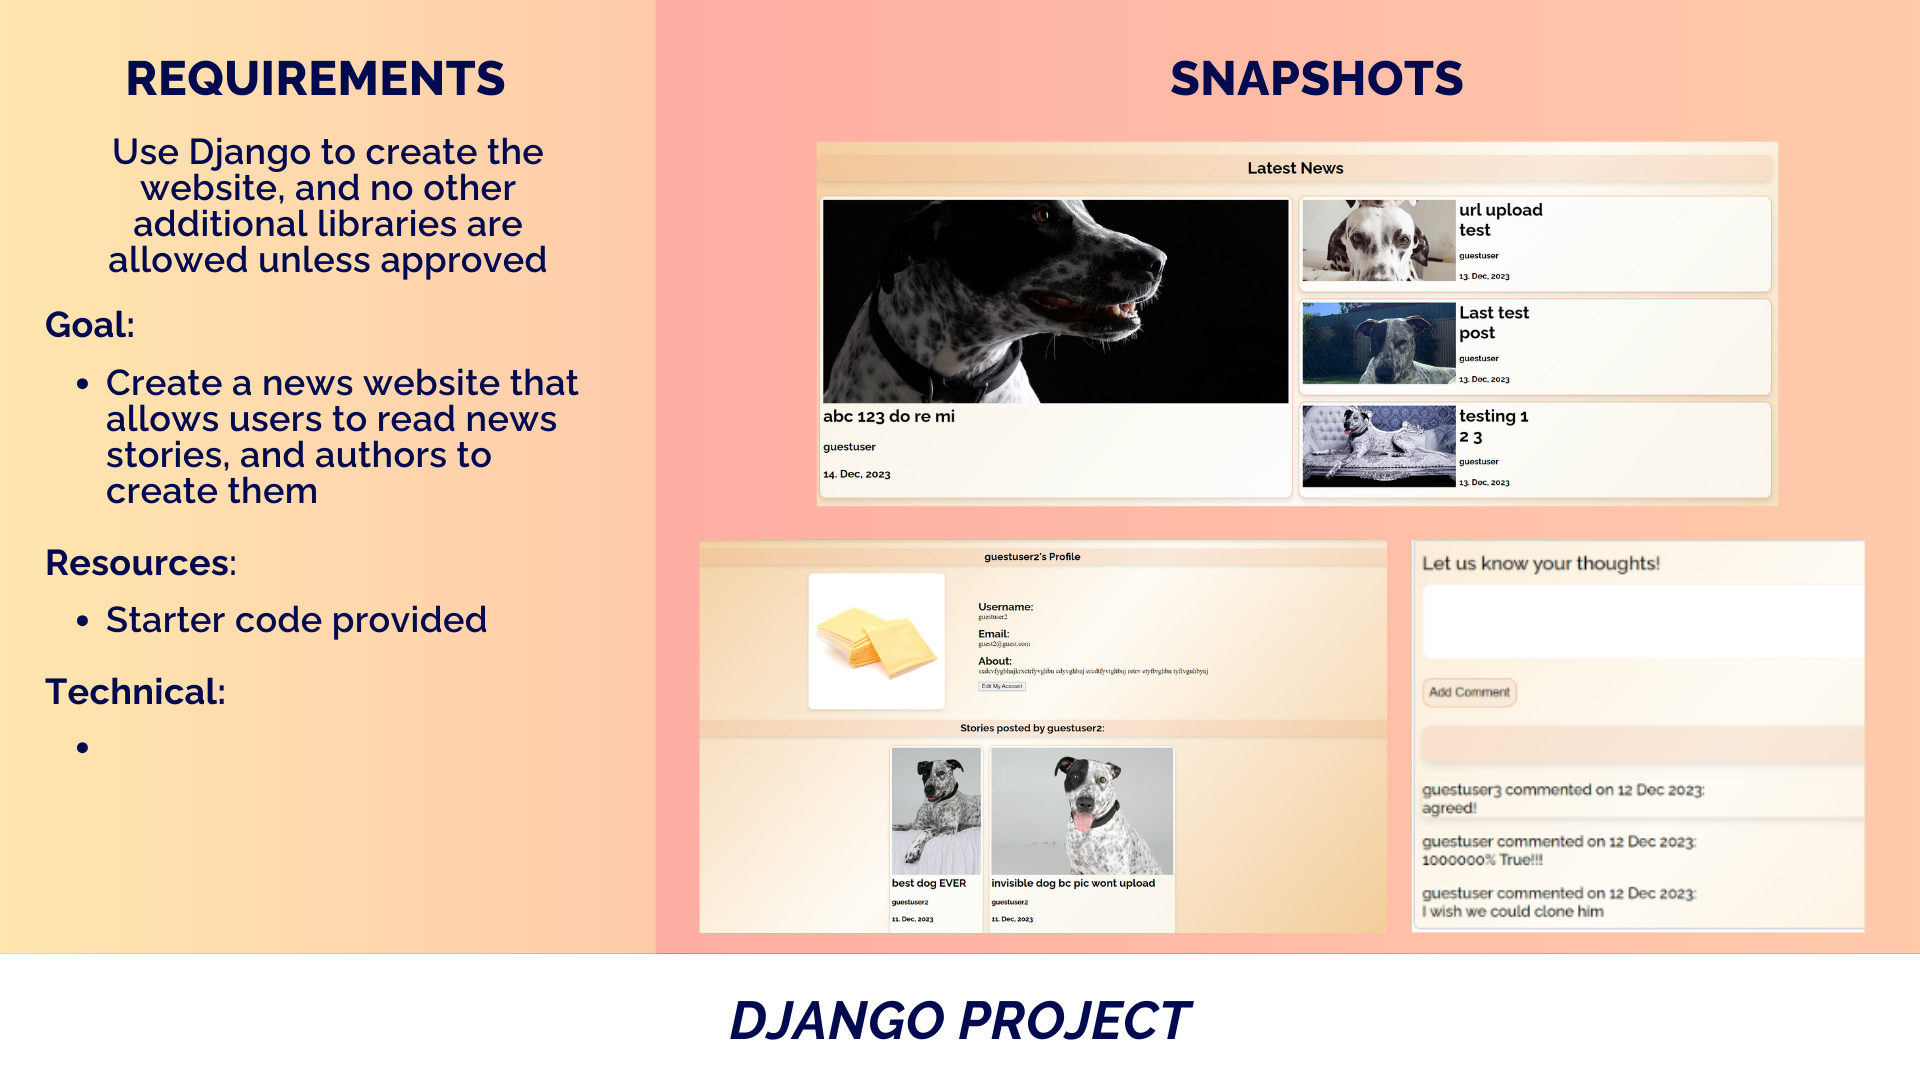 REQUIREMENTS
Use Django to create the
website, and no other
additional libraries are
allowed unless approved
Goal:
• Create a news website that
allows users to read news
stories, and authors to
create them
Resources:
• Starter code provided
Technical:
•
SNAPSHOTS
Latest News
abc 123 do re mi
guestuser
14. Dec, 2023
url upload
test
guestuser
13. Dec, 2023
Last test
post
guestuser
13. Dec, 2023
testing 1
2 3
guestuser
13. Dec, 2023
guestuser2's Profile
Username:
guestuser2
Email:
guest2@guest.com
About:
Edit My Account
Stories posted by guestuser2:
best dog EVER
guestuser2
11. Dec, 2023
invisible dog bc pic wont upload
guestuser2
11. Dec, 2023
Let us know your thoughts!
Add Comment
guestuser3 commented on 12 Dec 2023:
agreed!
guestuser commented on 12 Dec 2023:
1000000% True!!!
guestuser commented on 12 Dec 2023:
I wish we could clone him
DJANGO PROJECT